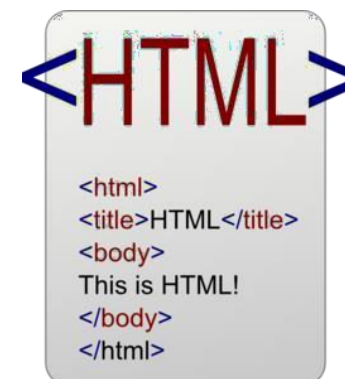 <HTML>
<html>
<title>HTML</title>
<body>
This is HTML!
</body>
</html>